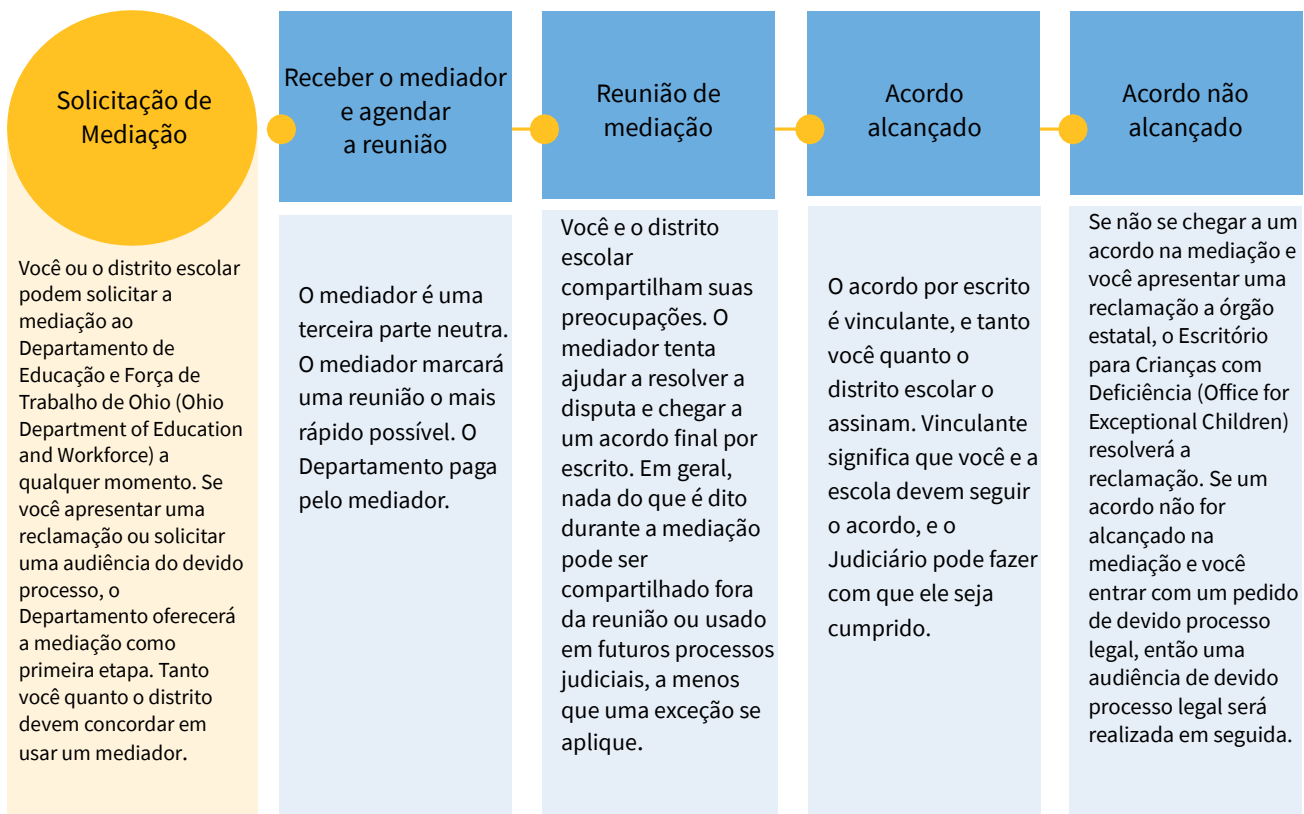 Solicitação de
Mediação
Você ou o distrito escolar
podem solicitar a
mediação ao
Departamento de
Educação e Força de
Trabalho de Ohio (Ohio
Department of Education
and Workforce) a
qualquer momento. Se
você apresentar uma
reclamação ou solicitar
uma audiência do devido
processo, o
Departamento oferecerá
a mediação como
primeira etapa. Tanto
você quanto o distrito
devem concordar em
usar um mediador.
Receber o mediador
e agendar
a reunião
O mediador é uma
terceira parte neutra.
O mediador marcará
uma reunião o mais
rápido possível. O
Departamento paga
pelo mediador.
Reunião de
mediação
Você e o distrito
escolar
compartilham suas
preocupações. O
mediador tenta
ajudar a resolver a
disputa e chegar a
um acordo final por
escrito. Em geral,
nada do que é dito
durante a mediação
pode ser
compartilhado fora
da reunião ou usado
em futuros processos
judiciais, a menos
que uma exceção se
aplique.
Acordo
alcançado
O acordo por escrito
é vinculante, e tanto
você quanto o
distrito escolar o
assinam. Vinculante
significa que você e a
escola devem seguir
o acordo, e o
Judiciário pode fazer
com que ele seja
cumprido.
Acordo não
alcançado
Se não se chegar a um
acordo na mediação e
você apresentar uma
reclamação a órgão
estatal, o Escritório
para Crianças com
Deficiência (Office for
Exceptional Children)
resolverá a
reclamação. Se um
acordo não for
alcançado na
mediação e você
entrar com um pedido
de devido processo
legal, então uma
audiência de devido
processo legal será
realizada em seguida.